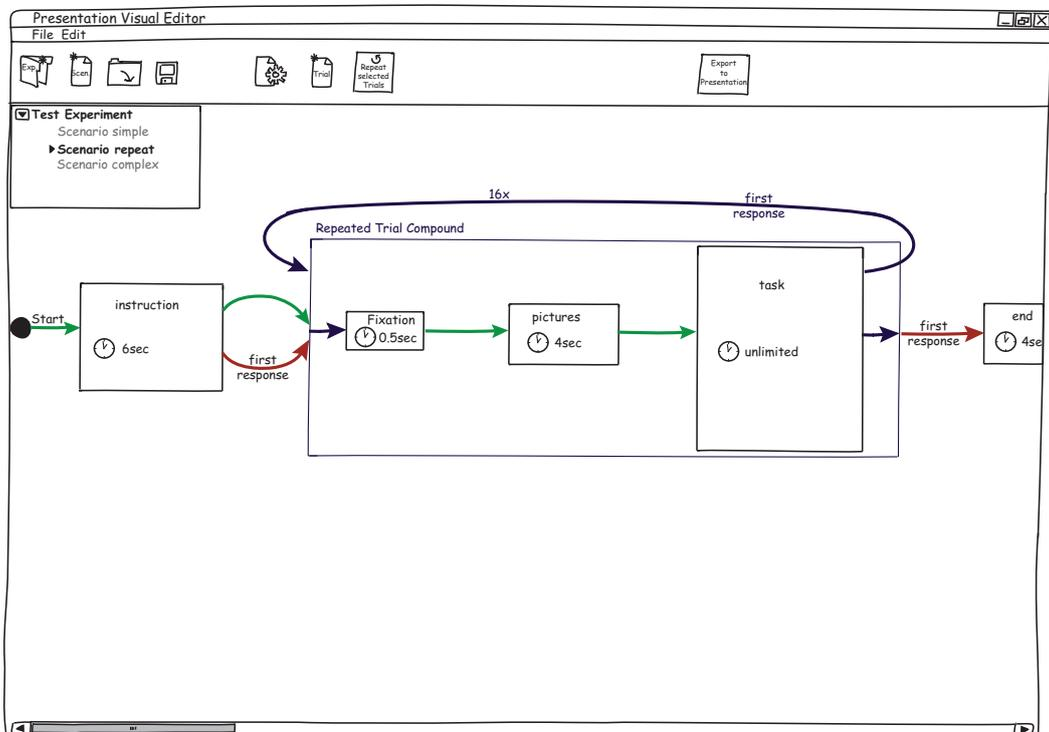 Presentation Visual Editor
File Edit
Exp.
Scen.
Trial
Repeat
selected
Trials
Export
to
Presentation
Test Experiment
Scenario simple
Scenario repeat
Scenario complex
16x
first
response
Repeated Trial Compound
Start
instruction
6sec
first
response
Fixation
0.5sec
pictures
4sec
task
unlimited
first
response
end
4se